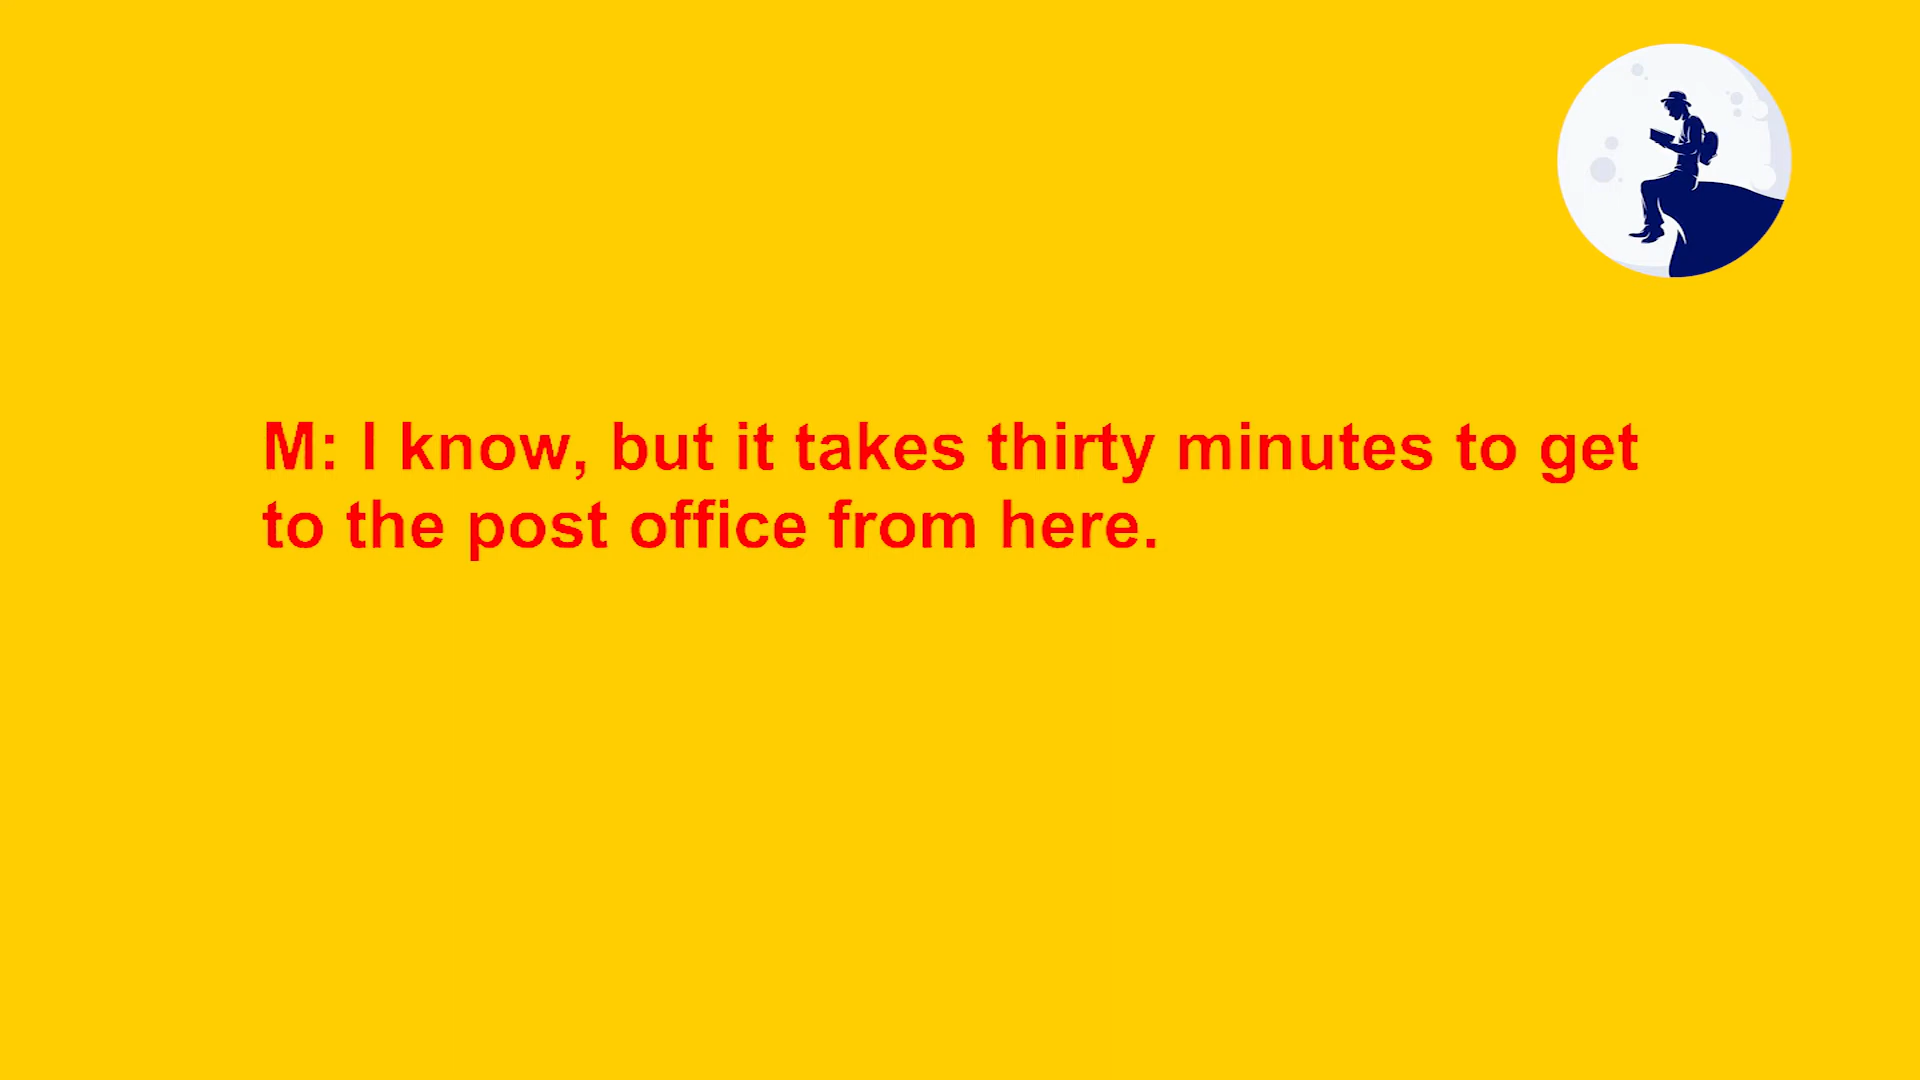 M: I know, but it takes thirty minutes to get
to the post office from here.